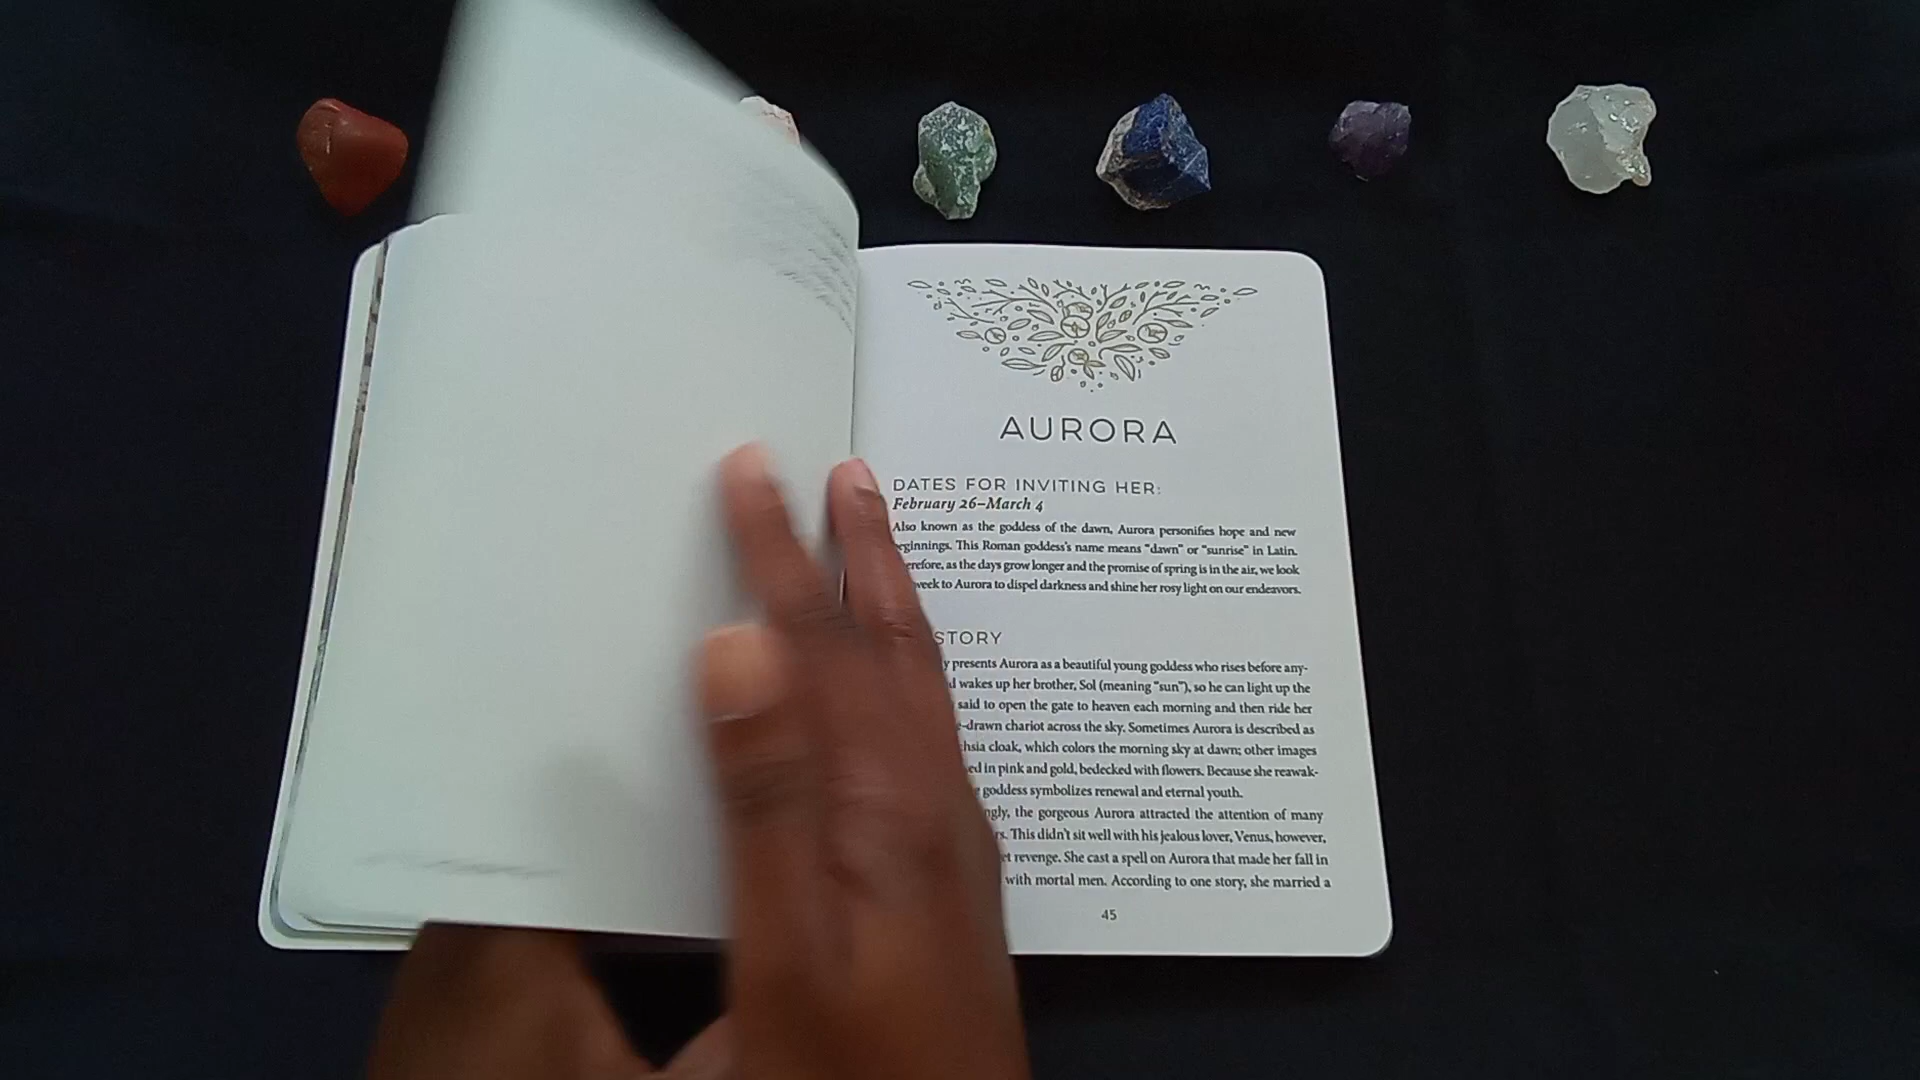 AURORA
DATES FOR INVITING HER:
February 26–March 4
Also known as the goddess of the dawn, Aurora personifies hope and new
eginnings. This Roman goddess's name means "dawn" or "sunrise" in Latin.
erefore, as the days grow longer and the promise of spring is in the air, we look
week to Aurora to dispel darkness and shine her rosy light on our endeavors.
STORY
y presents Aurora as a beautiful young goddess who rises before any-
d wakes up her brother, Sol (meaning "sun"), so he can light up the
said to open the gate to heaven each morning and then ride her
-drawn chariot across the sky. Sometimes Aurora is described as
hsia cloak, which colors the morning sky at dawn; other images
ed in pink and gold, bedecked with flowers. Because she reawak-
goddess symbolizes renewal and eternal youth.
ngly, the gorgeous Aurora attracted the attention of many
rs. This didn't sit well with his jealous lover, Venus, however,
et revenge. She cast a spell on Aurora that made her fall in
with mortal men. According to one story, she married a
45